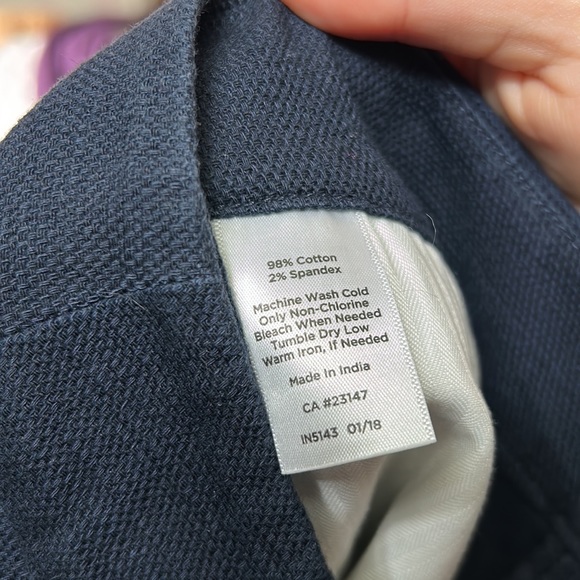 98% Cotton
2% Spandex
Machine Wash Cold
Only Non-Chlorine
Bleach When Needed
Tumble Dry Low
Warm Iron, If Needed
Made In India
CA #23147
IN5143 01/18